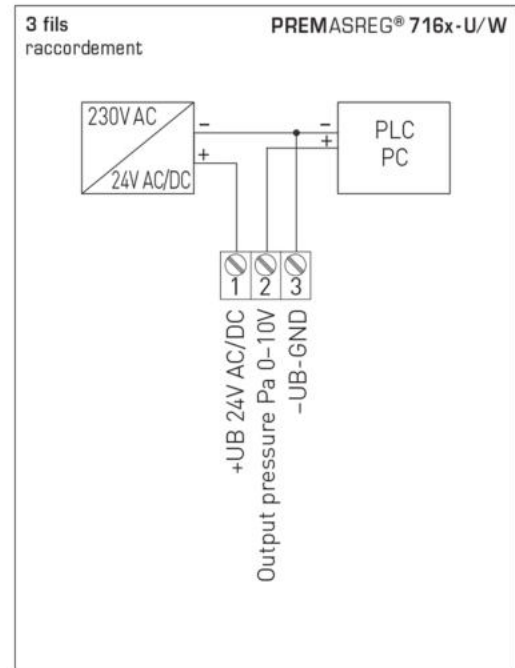 3 fils
PREMASREG® 716x-U/W
raccordement
230V AC
24V AC/DC
−
+
−
+
PLC
PC
1 2 3
+UB 24V AC/DC
Output pressure Pa 0–10V
−UB-GND